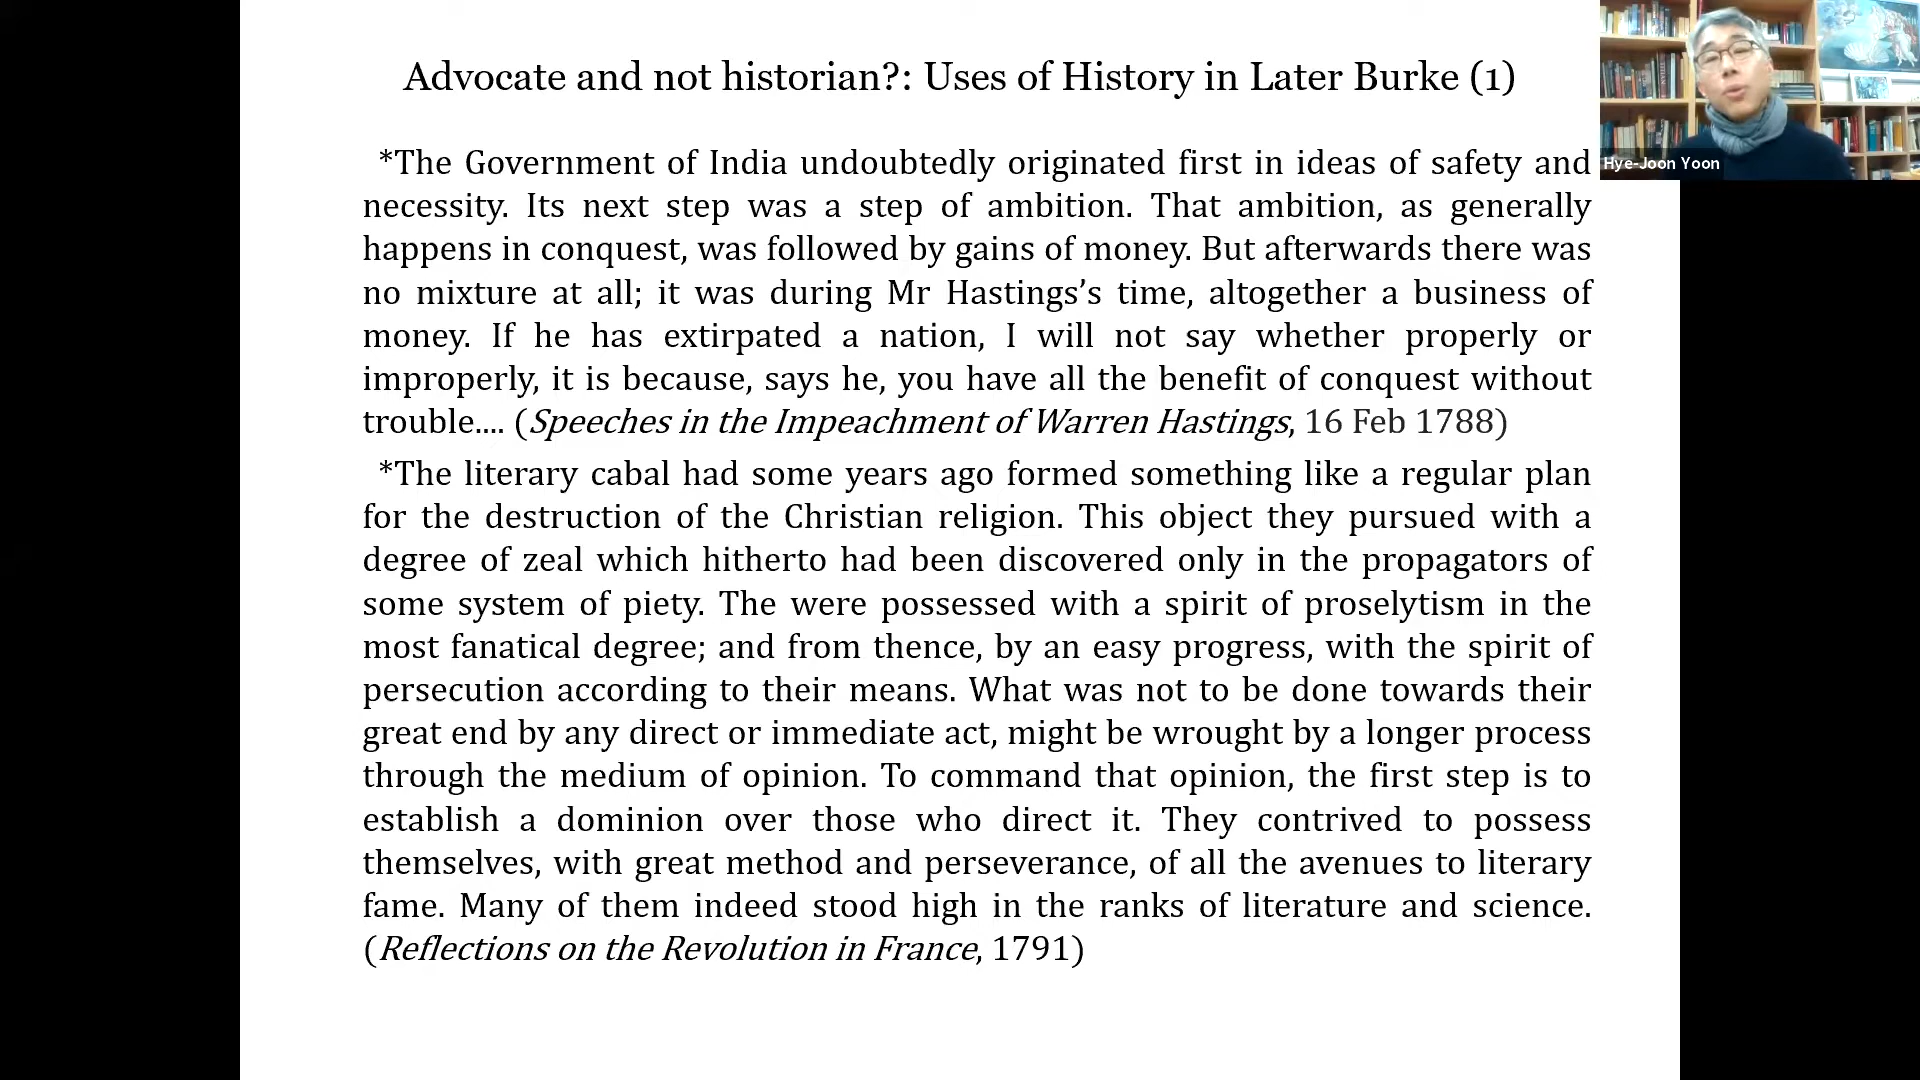 Advocate and not historian?: Uses of History in Later Burke (1)
*The Government of India undoubtedly originated first in ideas of safety and
necessity. Its next step was a step of ambition. That ambition, as generally
happens in conquest, was followed by gains of money. But afterwards there was
no mixture at all; it was during Mr Hastings’s time, altogether a business of
money. If he has extirpated a nation, I will not say whether properly or
improperly, it is because, says he, you have all the benefit of conquest without
trouble.... (Speeches in the Impeachment of Warren Hastings, 16 Feb 1788)
*The literary cabal had some years ago formed something like a regular plan
for the destruction of the Christian religion. This object they pursued with a
degree of zeal which hitherto had been discovered only in the propagators of
some system of piety. The were possessed with a spirit of proselytism in the
most fanatical degree; and from thence, by an easy progress, with the spirit of
persecution according to their means. What was not to be done towards their
great end by any direct or immediate act, might be wrought by a longer process
through the medium of opinion. To command that opinion, the first step is to
establish a dominion over those who direct it. They contrived to possess
themselves, with great method and perseverance, of all the avenues to literary
fame. Many of them indeed stood high in the ranks of literature and science.
(Reflections on the Revolution in France, 1791)
Hye-Joon Yoon